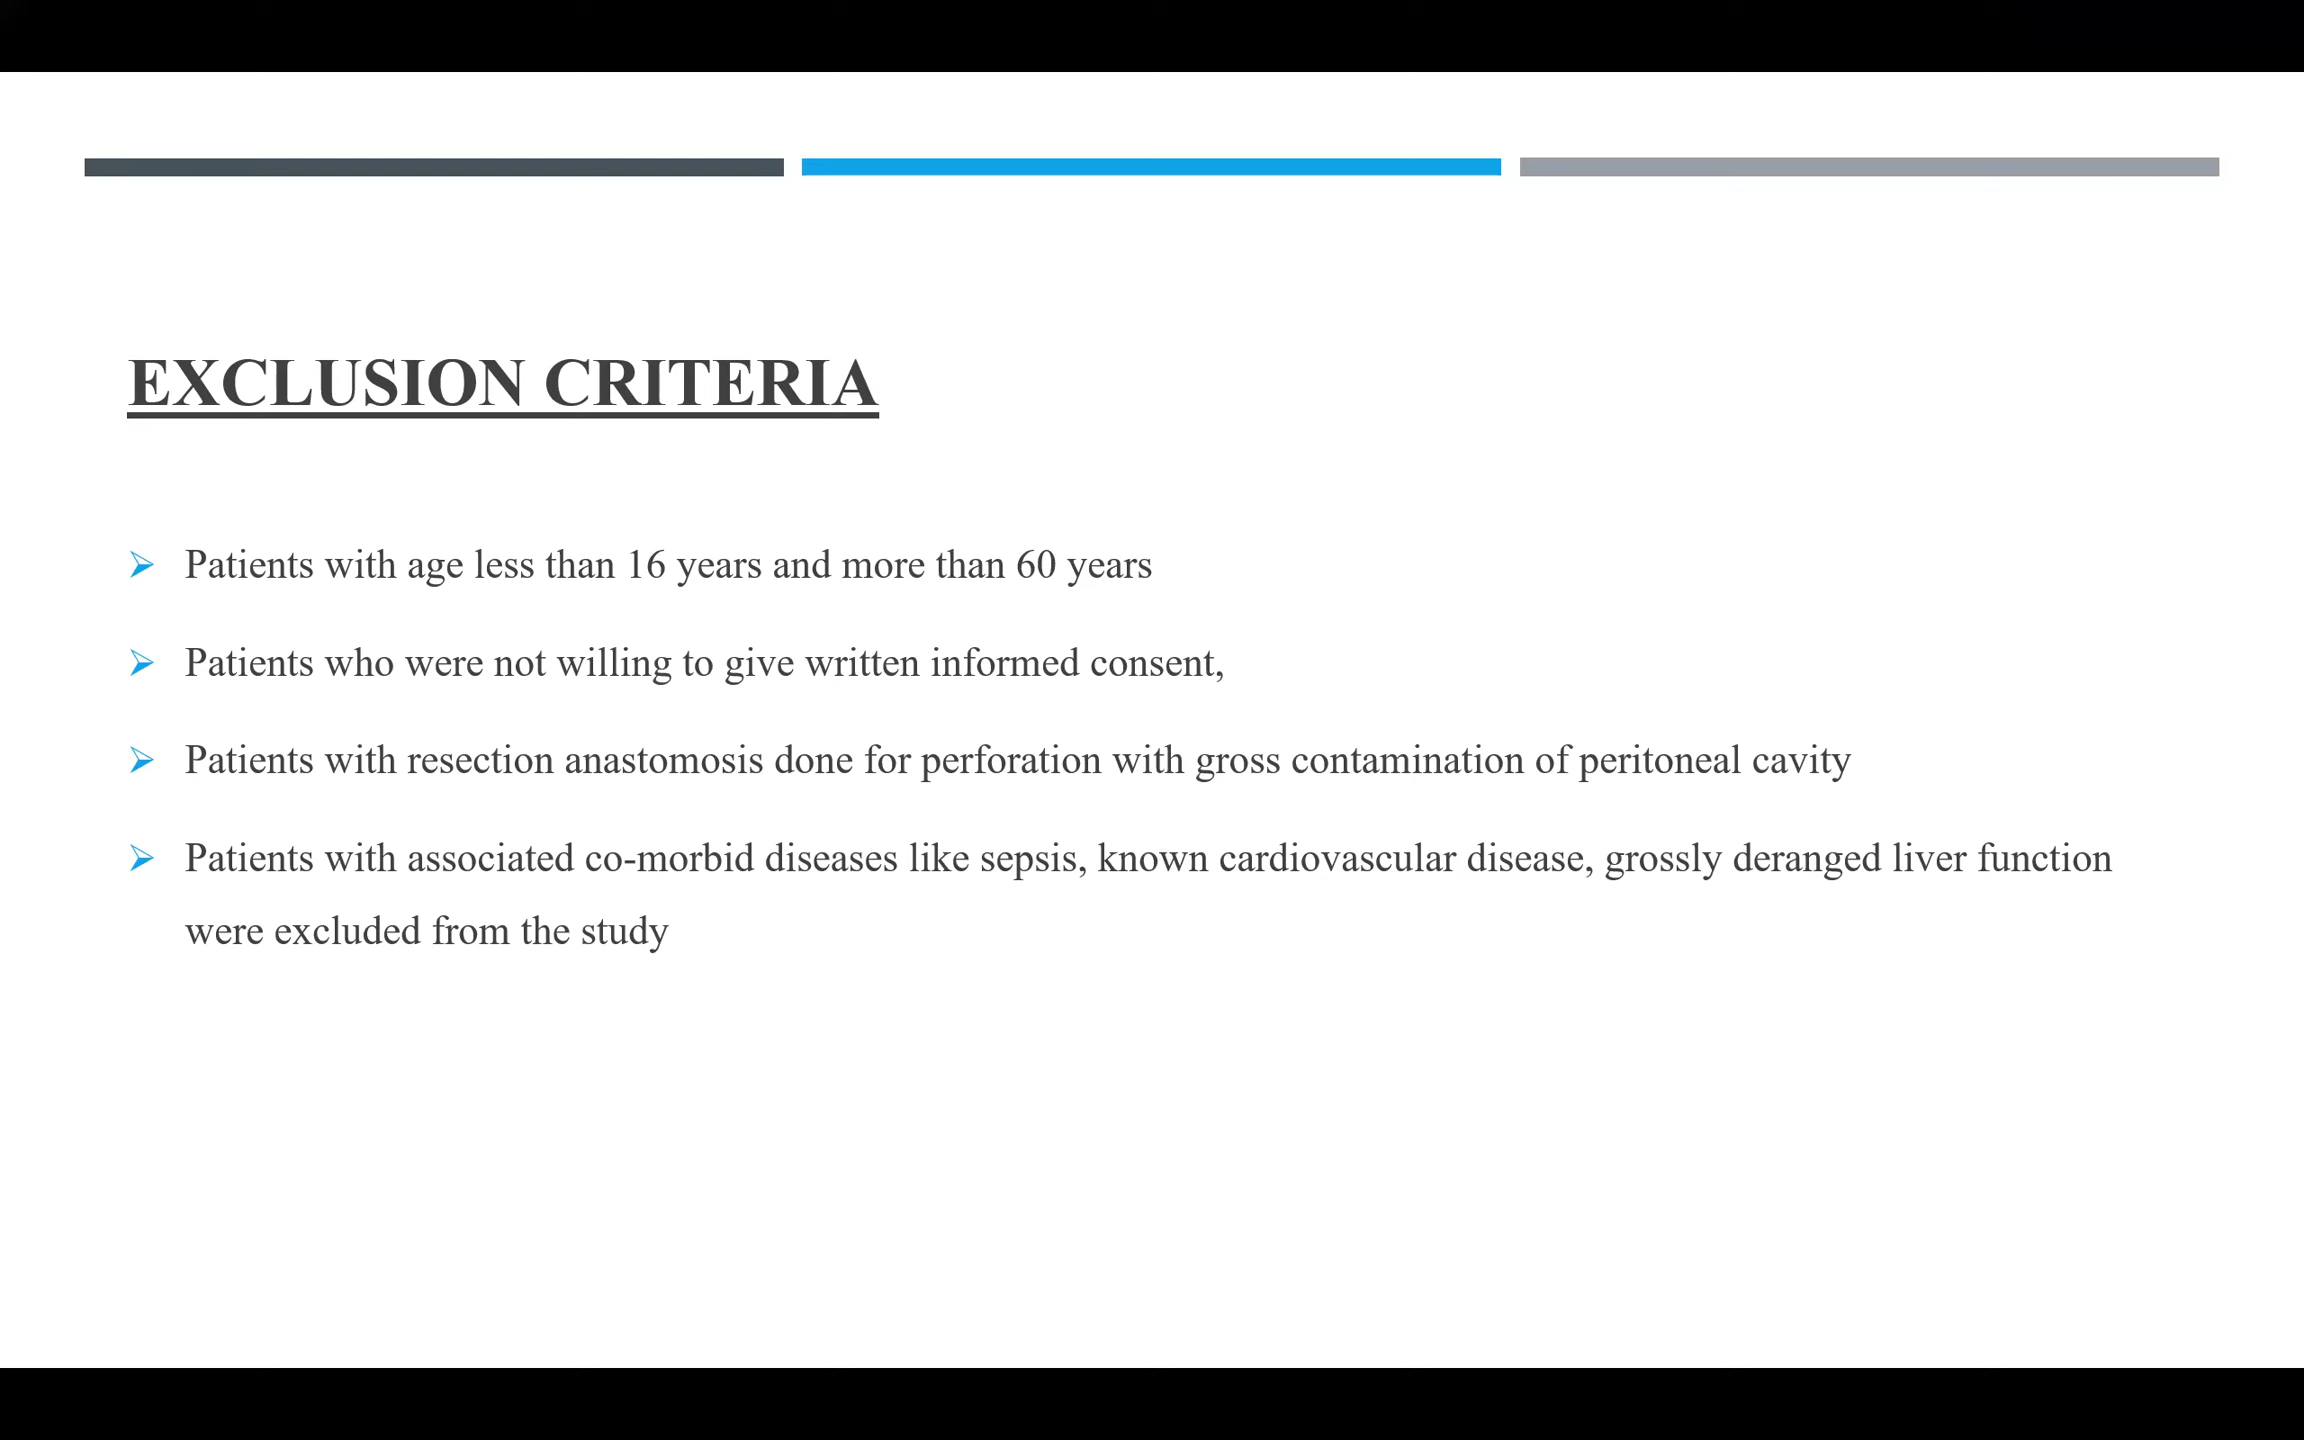 EXCLUSION CRITERIA
Patients with age less than 16 years and more than 60 years
Patients who were not willing to give written informed consent,
Patients with resection anastomosis done for perforation with gross contamination of peritoneal cavity
Patients with associated co-morbid diseases like sepsis, known cardiovascular disease, grossly deranged liver function
were excluded from the study